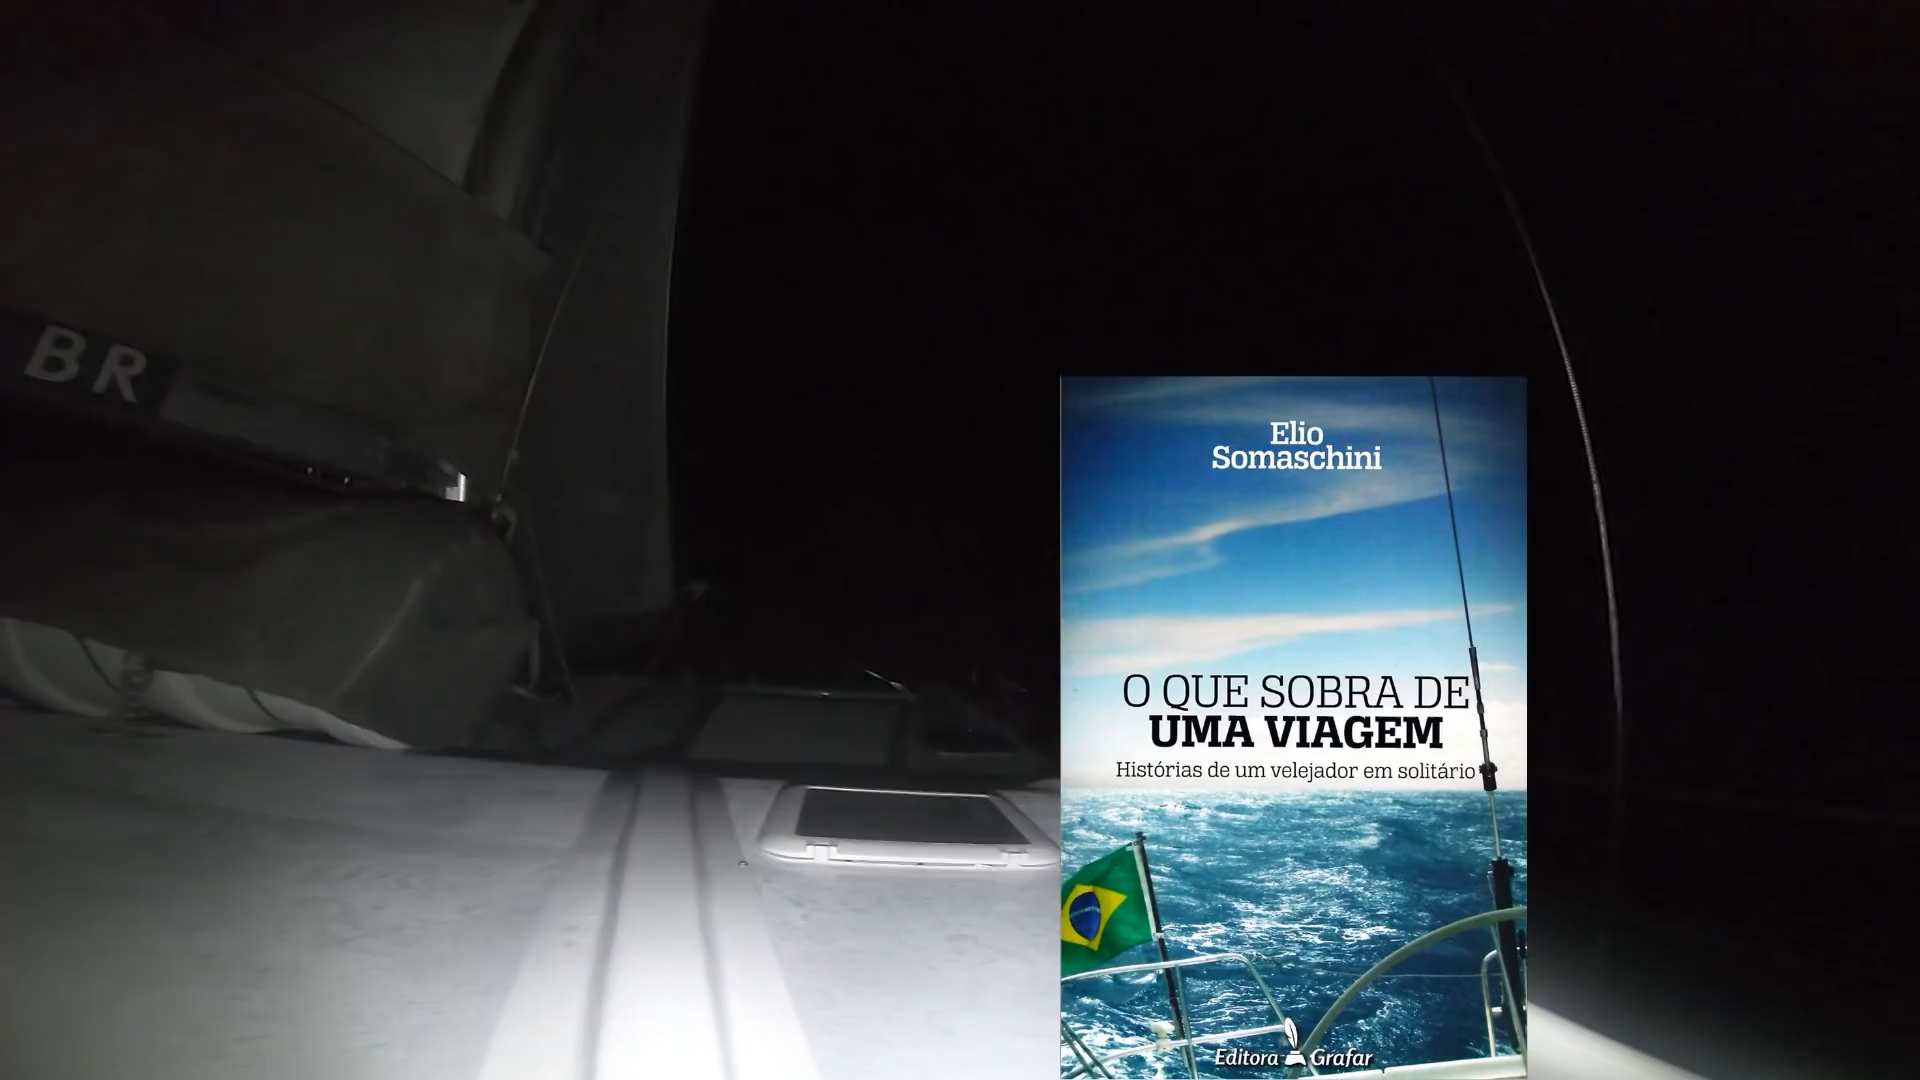 BR
Elio
Somaschini
O QUE SOBRA DE
UMA VIAGEM
Histórias de um velejador em solitário
Editora Grafar